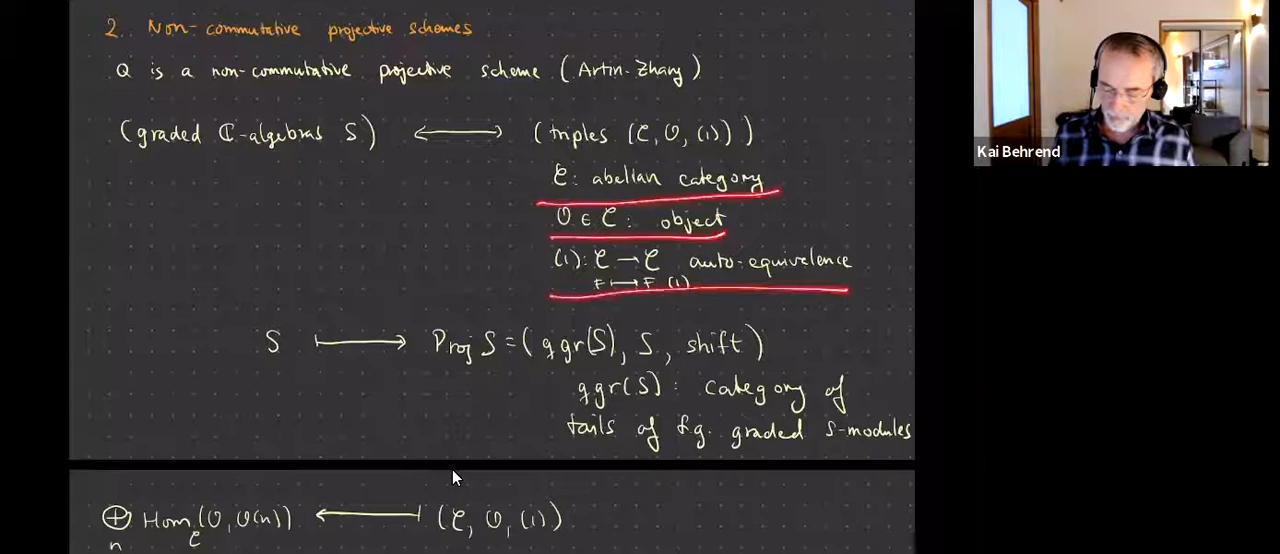 2. Non-commutative projective schemes
Q is a non-commutative projective scheme (Artin-Zhang)
(graded ℂ-algebras S) ⟷ (triples (𝒞, 𝒪, (1)))
𝒞: abelian category
𝒪 ∈ 𝒞: object
(1): 𝒞 → 𝒞 auto-equivalence
F ↦ F(1)
S ⟼ Proj S = (qgr(S), S, shift)
qgr(S): category of
tails of f.g. graded S-modules
⊕ Hom (𝒪, 𝒪(n)) ⟻ (𝒞, 𝒪, (1))
n 𝒞
Kai Behrend